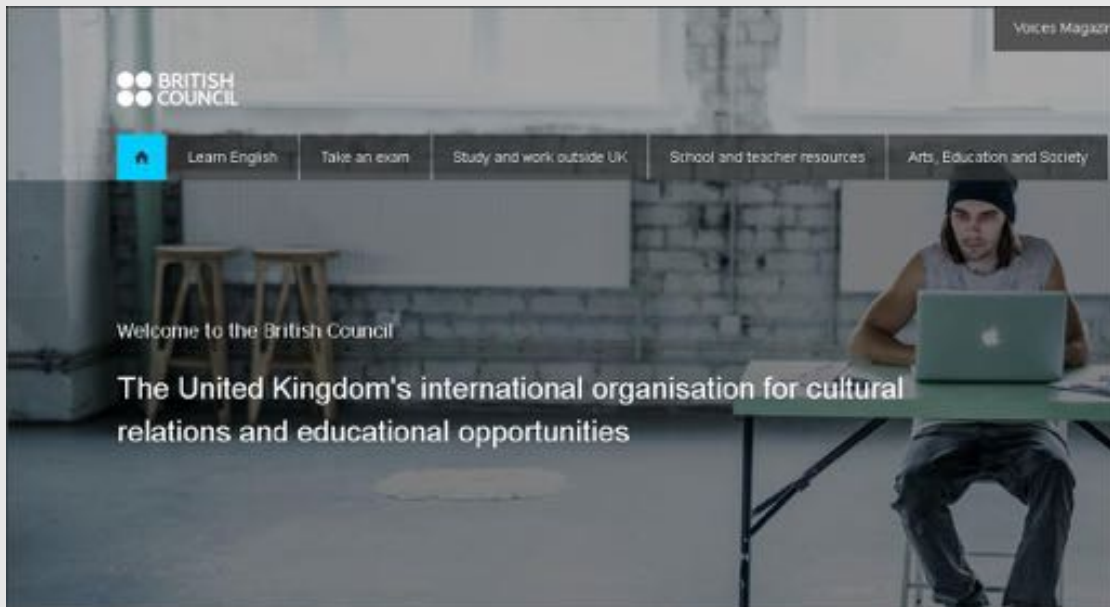 Voices Magazin
BRITISH
COUNCIL
Learn English
Take an exam
Study and work outside UK
School and teacher resources
Arts, Education and Society
Welcome to the British Council
The United Kingdom's international organisation for cultural
relations and educational opportunities